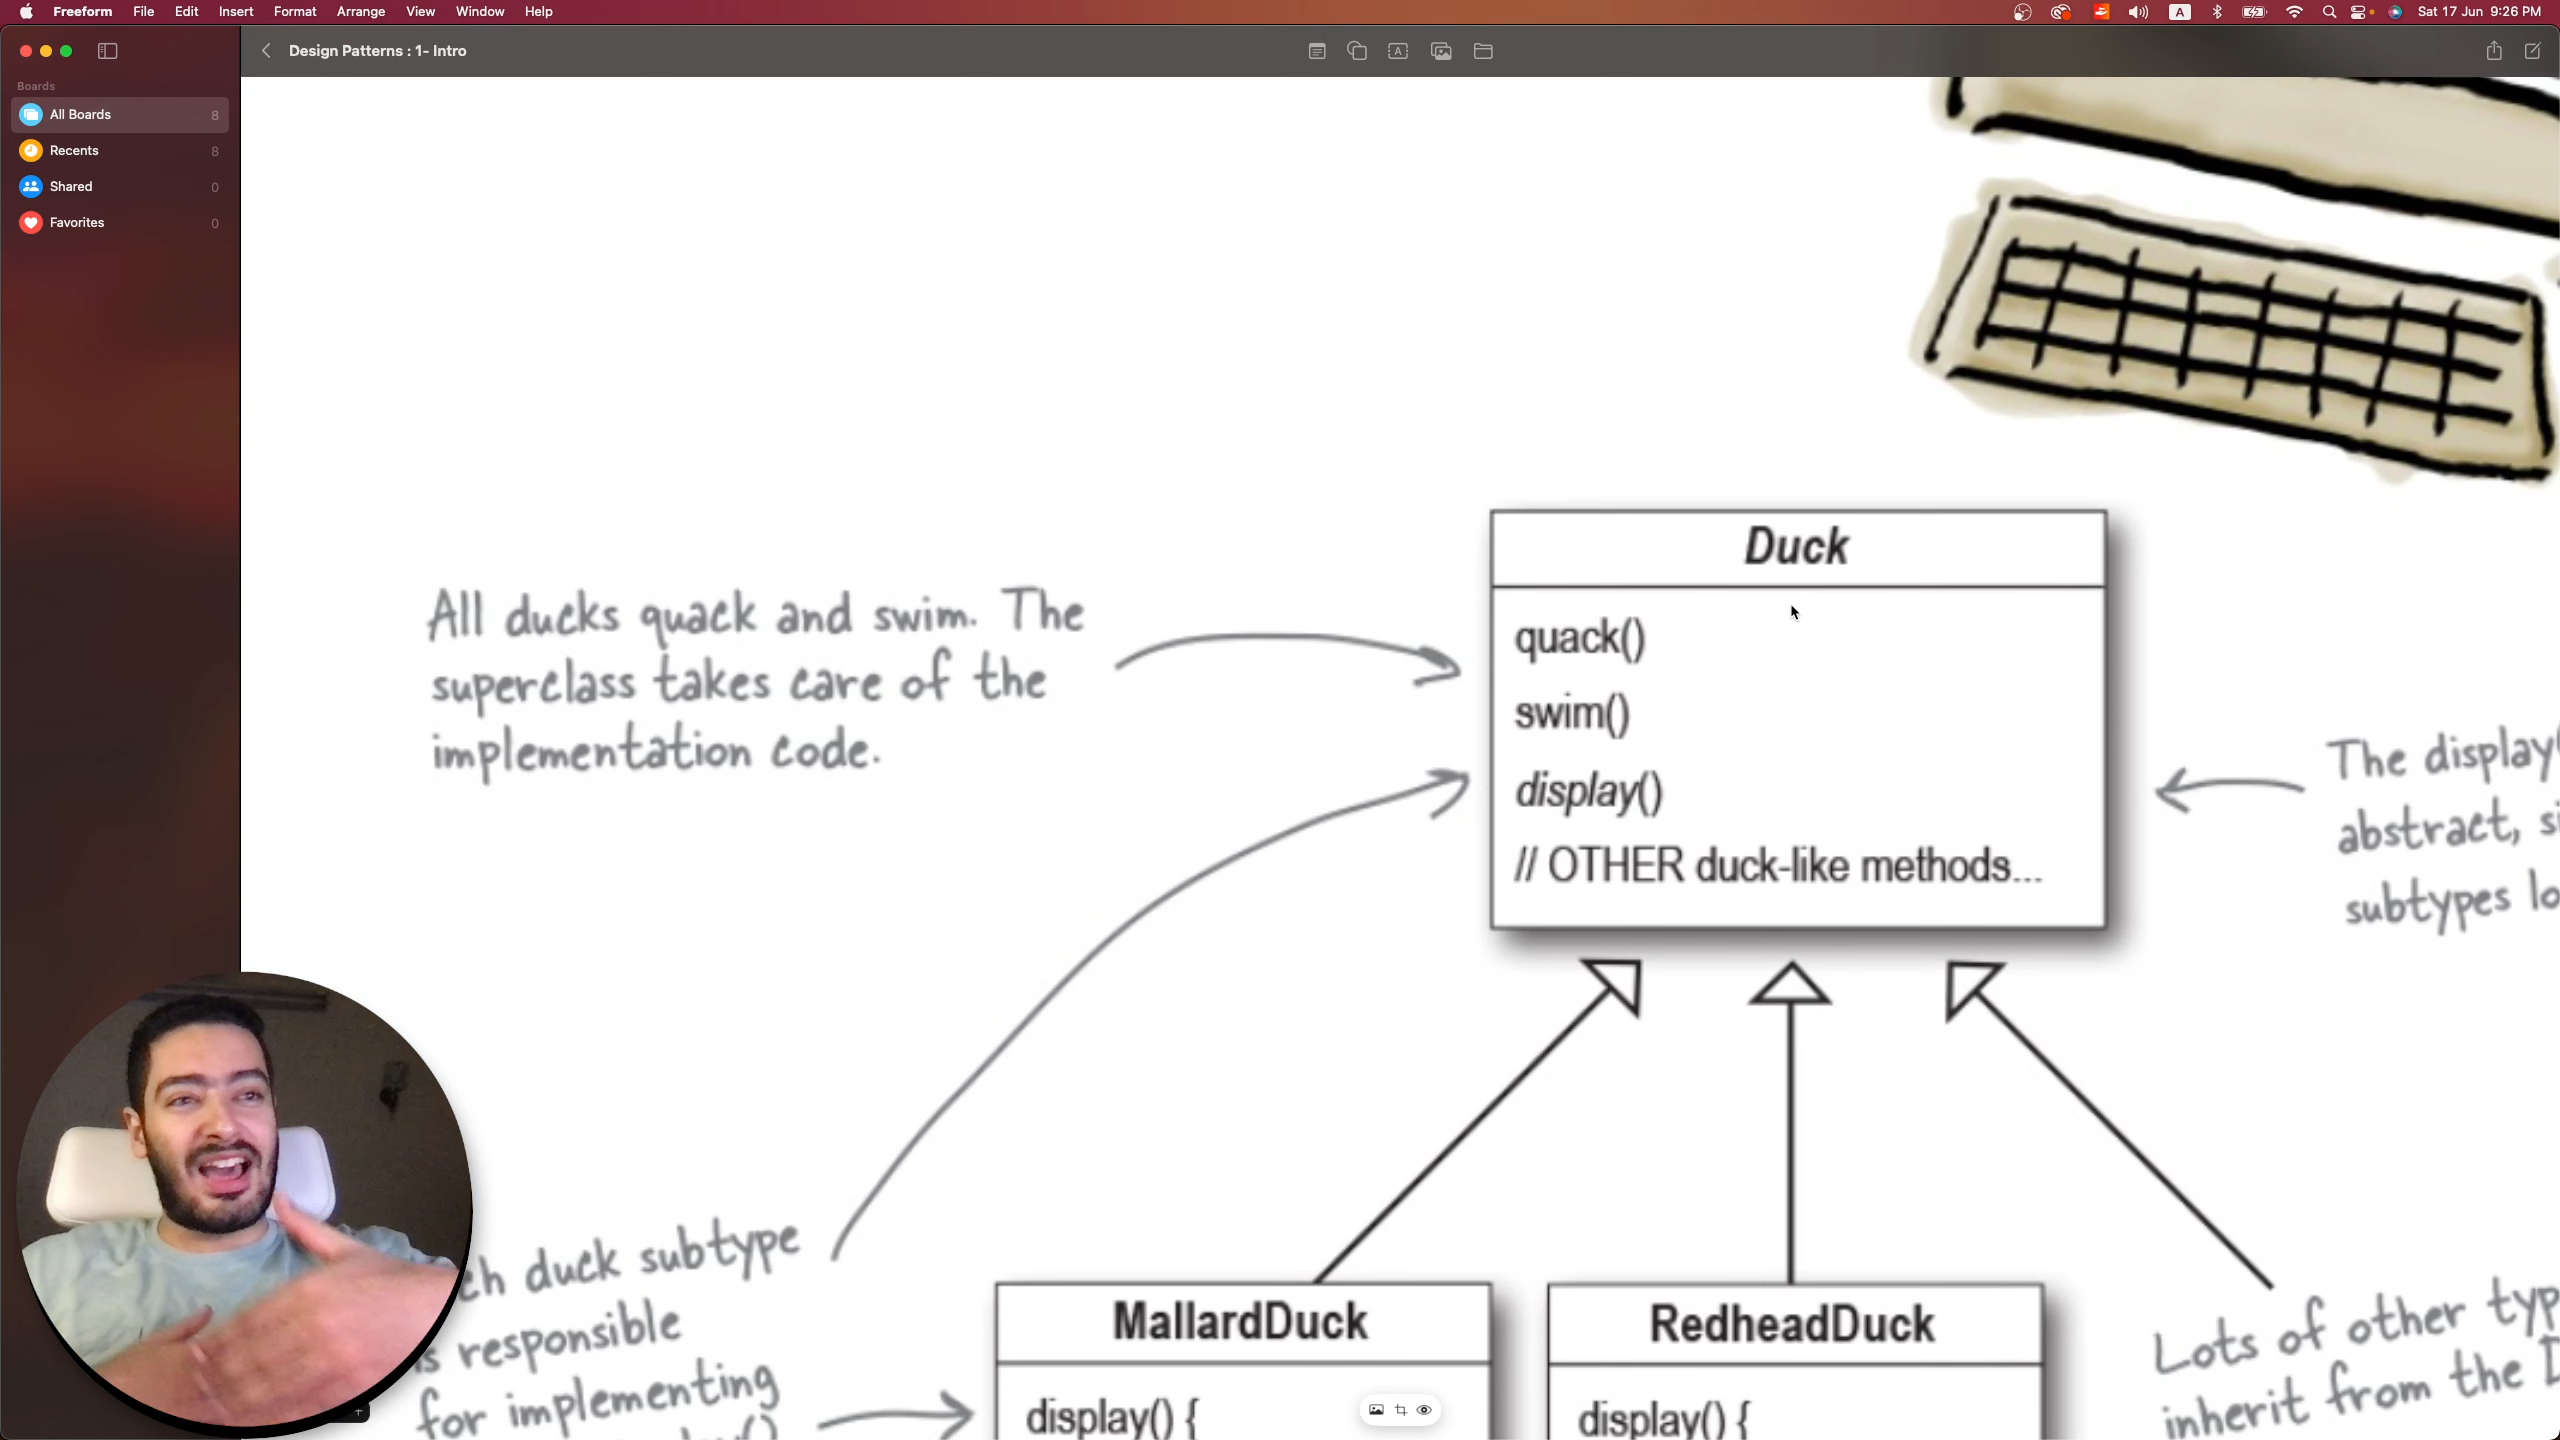 Freeform File Edit Insert Format Arrange View Window Help
A
Sat 17 Jun 9:26 PM
Design Patterns : 1- Intro
A
Boards
All Boards 8
Recents 8
Shared 0
Favorites 0
Duck
quack()
swim()
display()
// OTHER duck-like methods...
All ducks quack and swim. The
superclass takes care of the
implementation code.
The display(
abstract,
subtypes
duck subtype
responsible
for implementing
MallardDuck
display() {
RedheadDuck
display() {
Lots of other
inherit from the